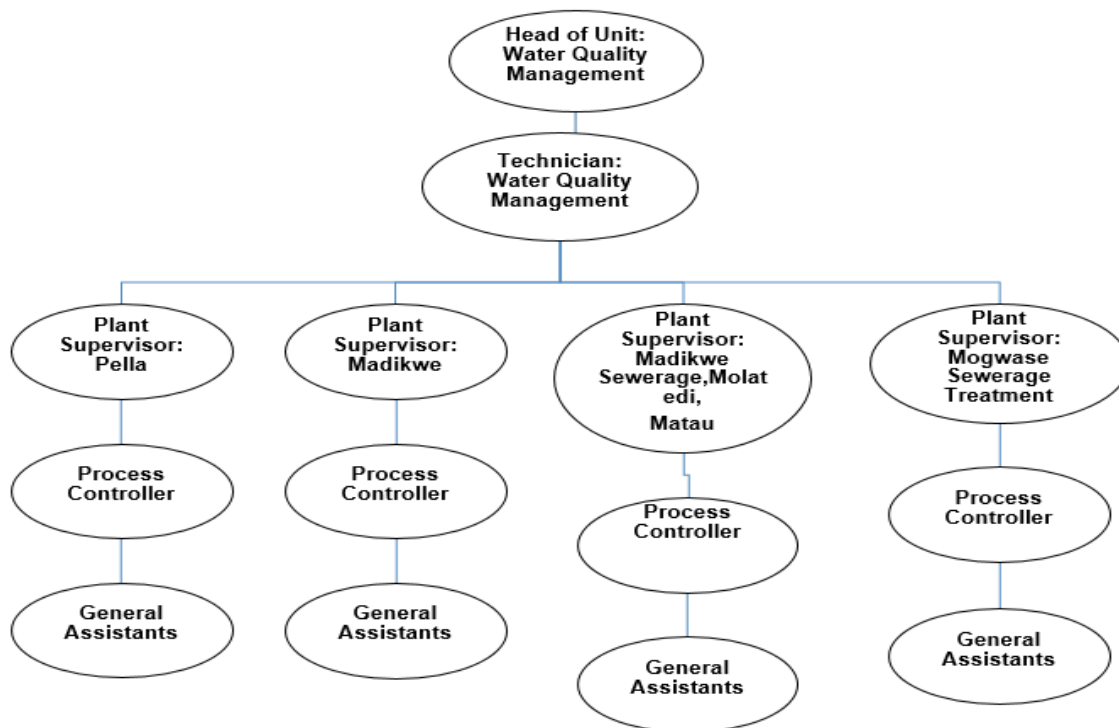 Head of Unit:
Water Quality
Management
Technician:
Water Quality
Management
Plant
Supervisor:
Pella
Plant
Supervisor:
Madikwe
Plant
Supervisor:
Madikwe
Sewerage,Molat
edi,
Matau
Plant
Supervisor:
Mogwase
Sewerage
Treatment
Process
Controller
Process
Controller
Process
Controller
Process
Controller
General
Assistants
General
Assistants
General
Assistants
General
Assistants